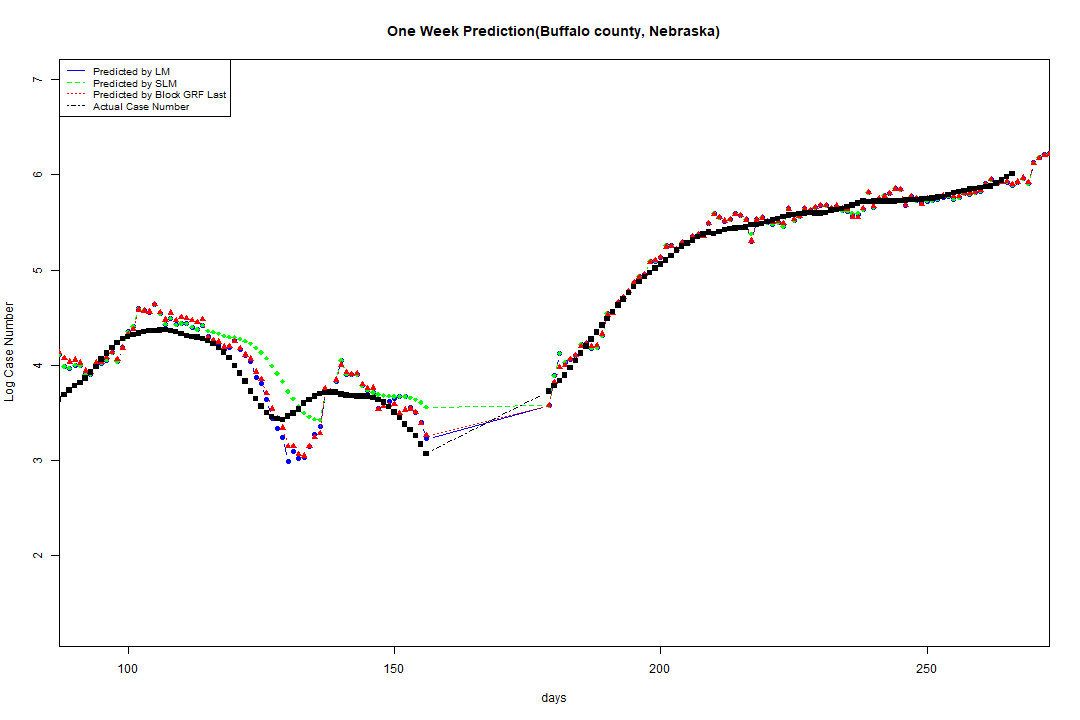 One Week Prediction(Buffalo county, Nebraska)
Predicted by LM
Predicted by SLM
Predicted by Block GRF Last
Actual Case Number
7
6
5
4
3
2
Log Case Number
100 150 200 250
days